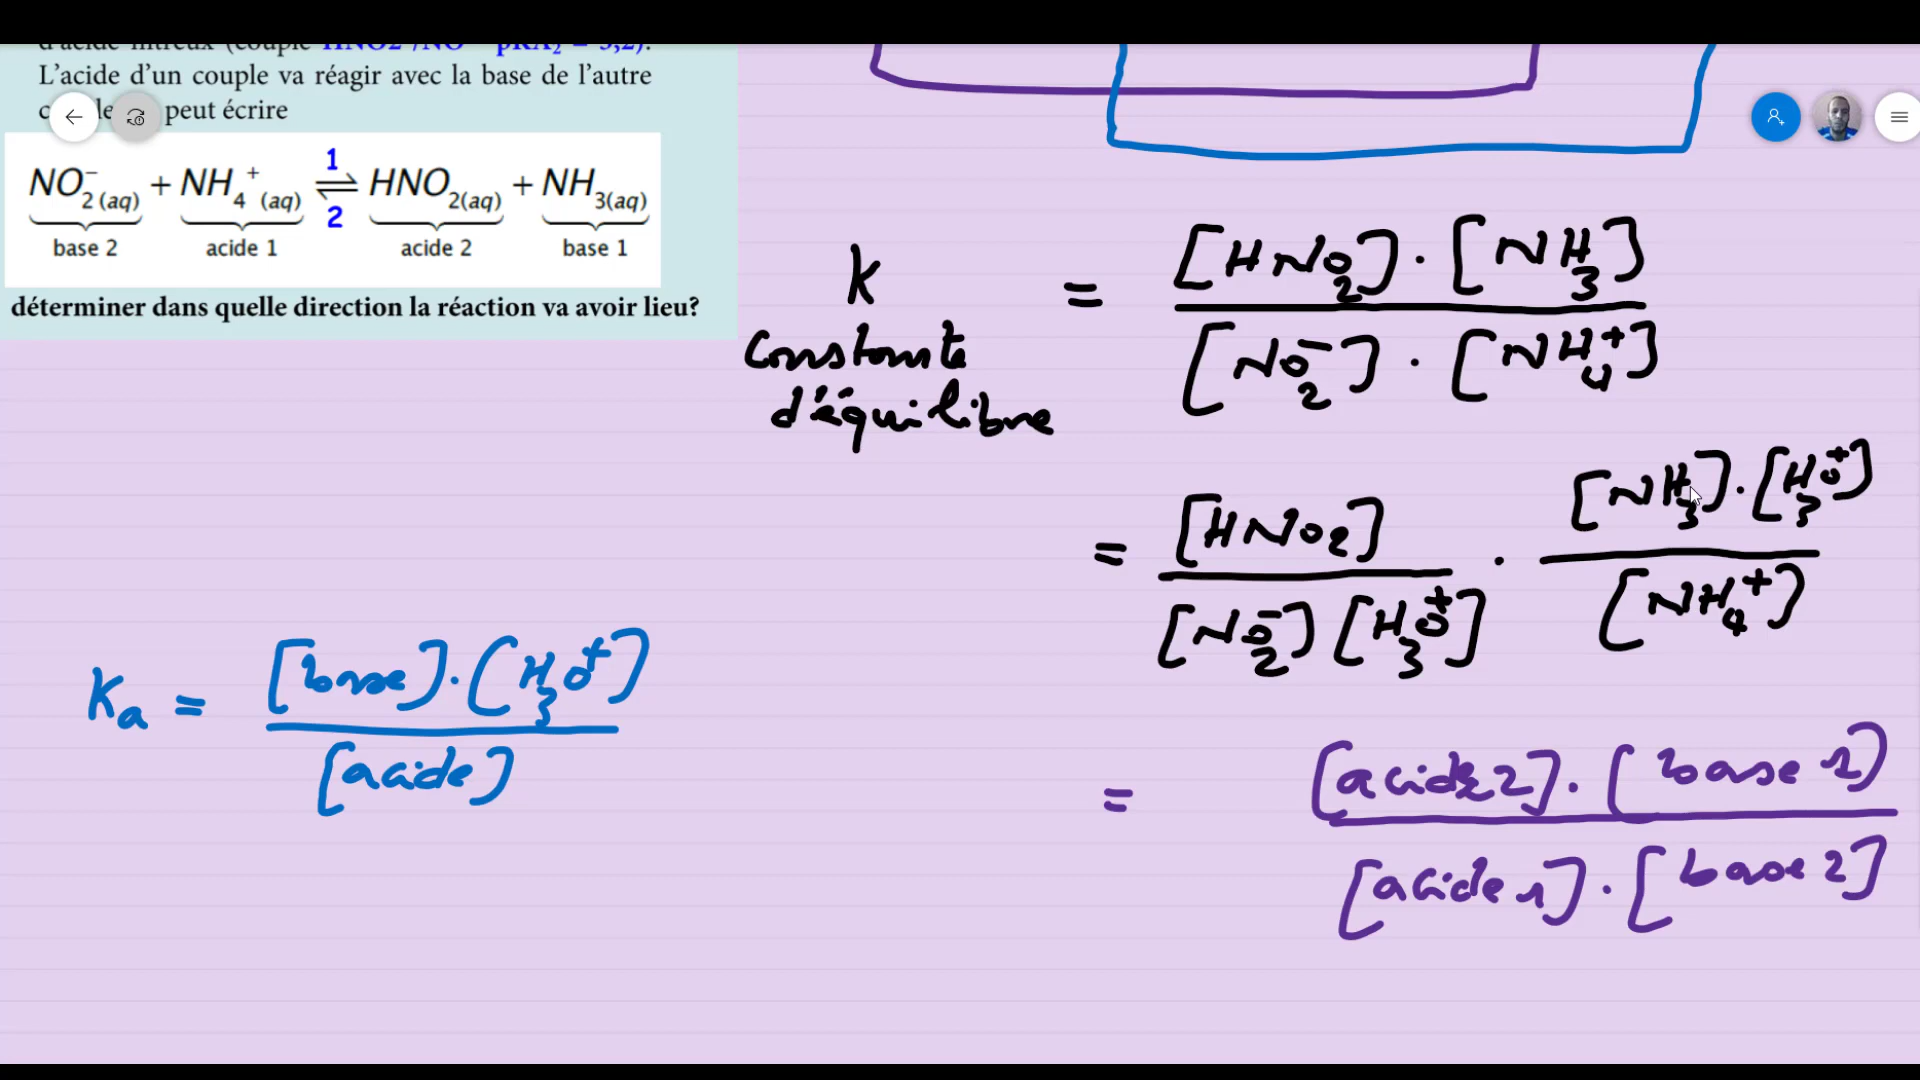 L'acide d'un couple va réagir avec la base de l'autre
peut écrire
NO₂⁻(aq) + NH₄⁺(aq) ⇌ HNO₂(aq) + NH₃(aq)
1
2
base 2 acide 1 acide 2 base 1
déterminer dans quelle direction la réaction va avoir lieu?
K = [HNO₂] · [NH₃] / [NO₂⁻] · [NH₄⁺]
constante
d'équilibre
= [HNO₂] / [NO₂⁻] [H₃O⁺] · [NH₃] · [H₃O⁺] / [NH₄⁺]
Ka = [base] · [H₃O⁺] / [acide]
= [acide 2] · [base 1] / [acide 1] · [base 2]